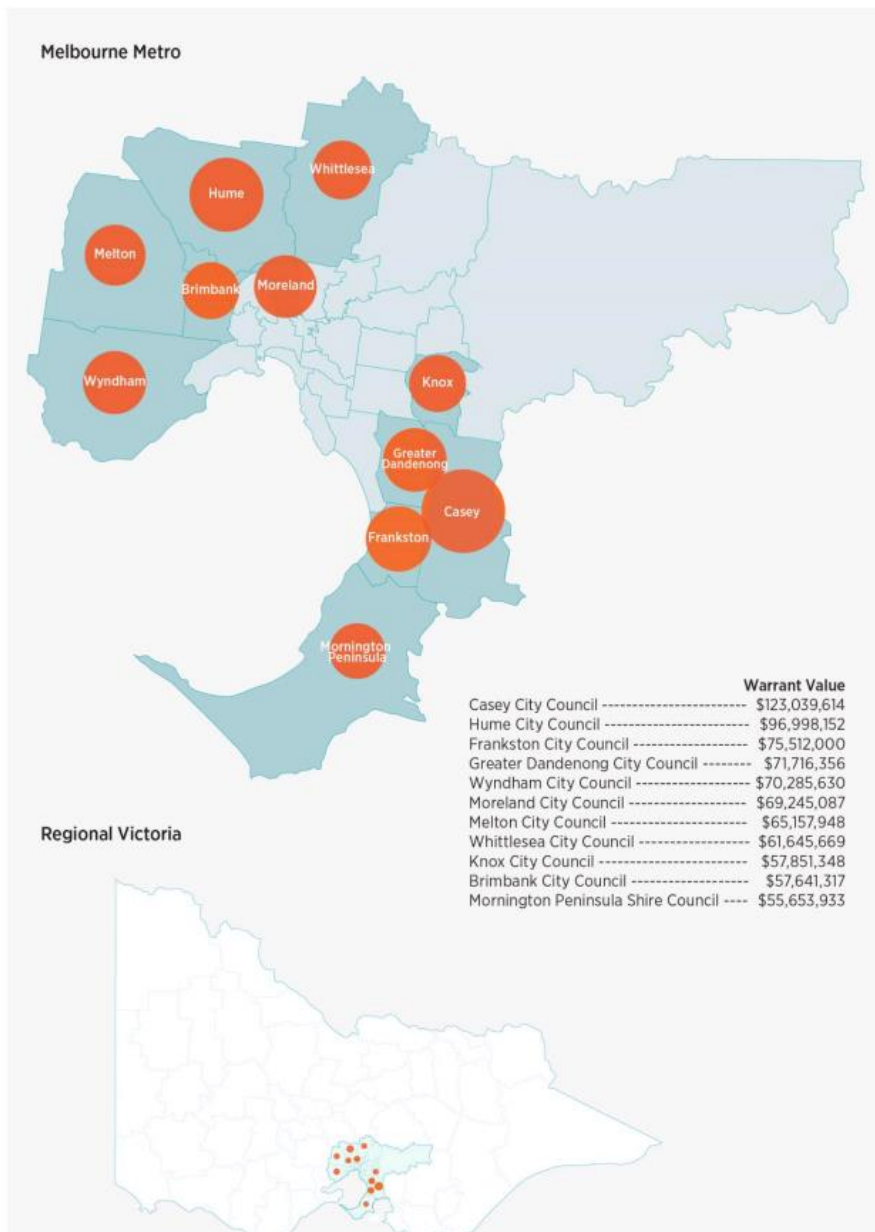 Melbourne Metro
Whittlesea
Hume
Melton
Brimbank
Moreland
Wyndham
Knox
Greater
Dandenong
Casey
Frankston
Mornington
Peninsula
Warrant Value
Casey City Council ----------------------- $123,039,614
Hume City Council ------------------------ $96,998,152
Frankston City Council ------------------- $75,512,000
Greater Dandenong City Council -------- $71,716,356
Wyndham City Council ------------------- $70,285,630
Moreland City Council -------------------- $69,245,087
Melton City Council ----------------------- $65,157,948
Whittlesea City Council ------------------ $61,645,669
Knox City Council ------------------------ $57,851,348
Brimbank City Council ------------------- $57,641,317
Mornington Peninsula Shire Council ---- $55,653,933
Regional Victoria